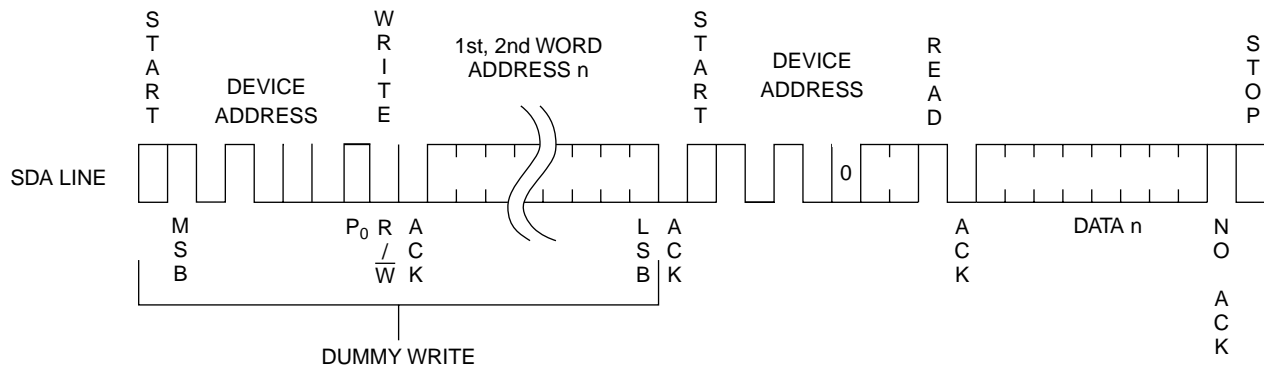 START
WRITE
START
READ
STOP
1st, 2nd WORD
ADDRESS n
DEVICE
ADDRESS
DEVICE
ADDRESS
SDA LINE
0
MSB
P0
R/W
ACK
LSB
ACK
ACK
DATA n
NO ACK
DUMMY WRITE